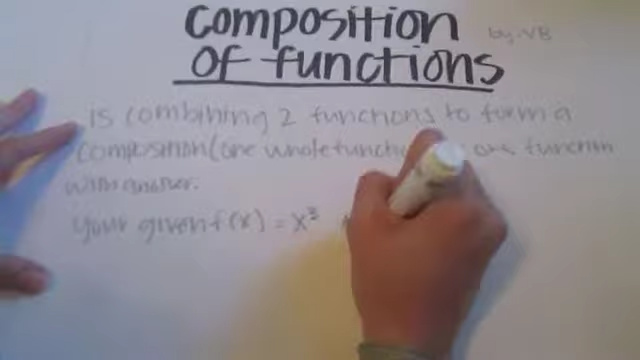 composition
by: VB
of functions
is combining 2 functions to form a
composition (one whole function
with another.
Your given f(x) = x³